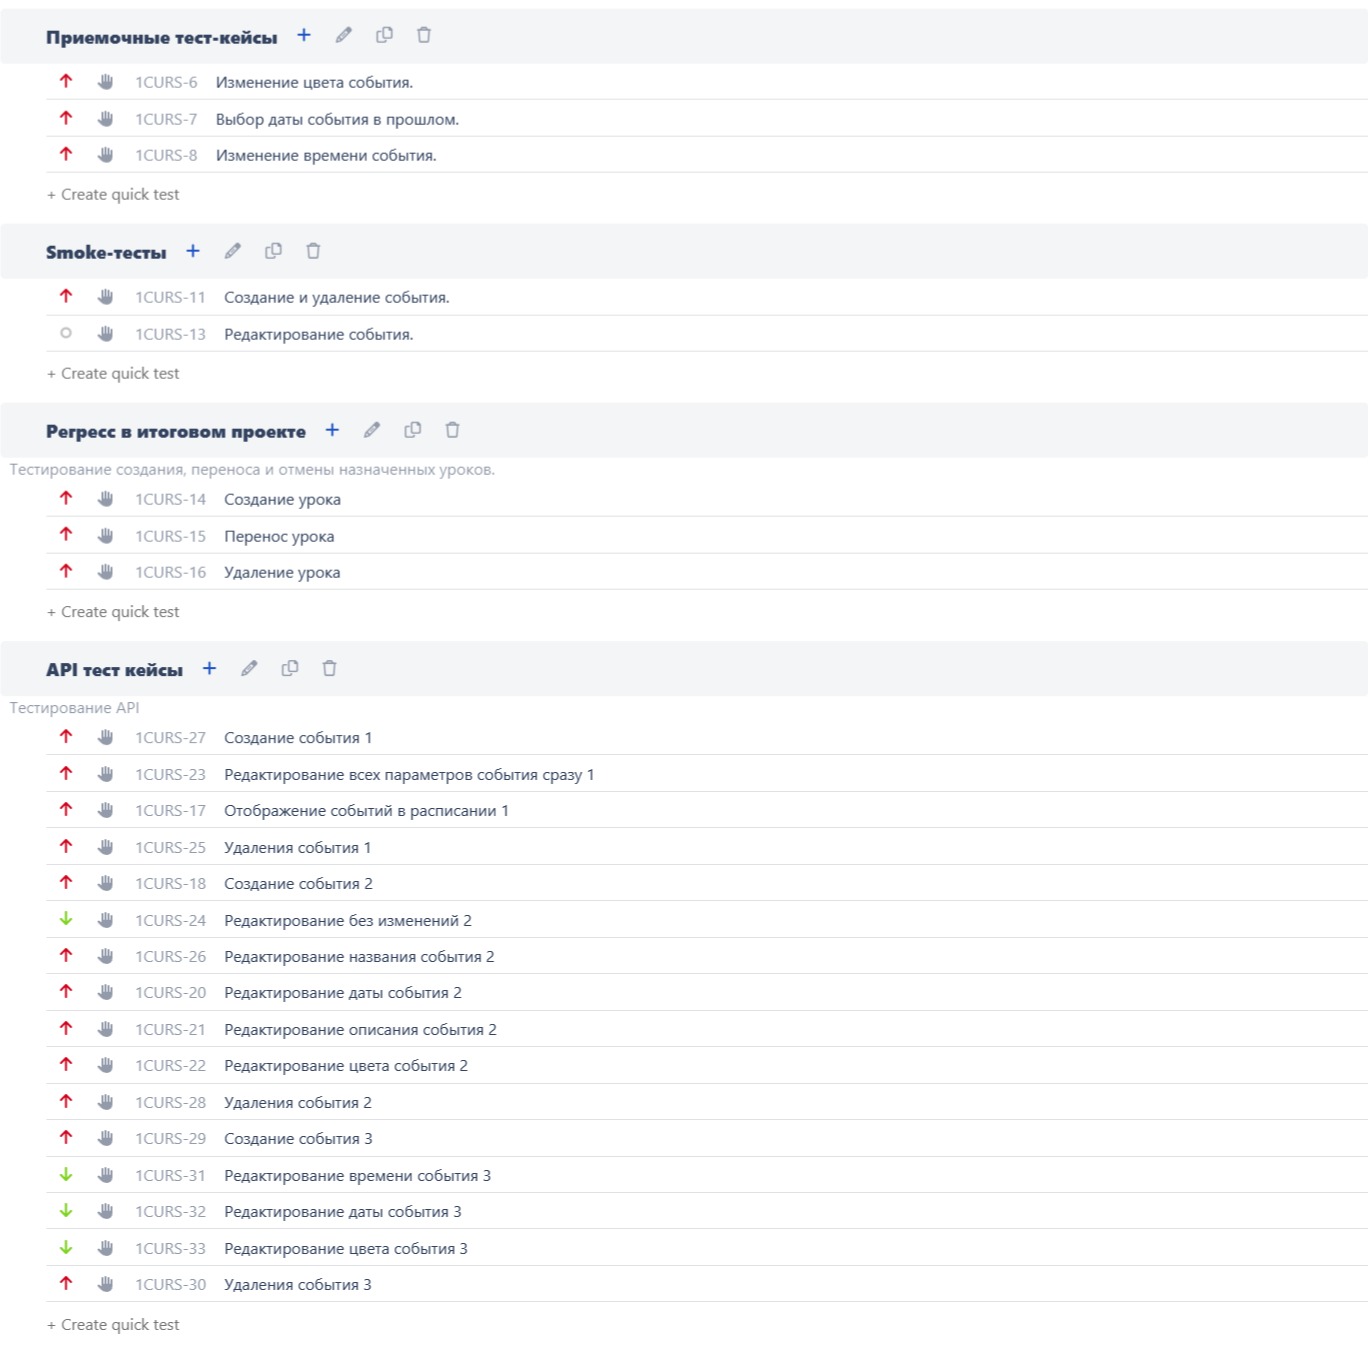 Приемочные тест-кейсы
1CURS-6 Изменение цвета события.
1CURS-7 Выбор даты события в прошлом.
1CURS-8 Изменение времени события.
+ Create quick test
Smoke-тесты
1CURS-11 Создание и удаление события.
1CURS-13 Редактирование события.
+ Create quick test
Регресс в итоговом проекте
Тестирование создания, переноса и отмены назначенных уроков.
1CURS-14 Создание урока
1CURS-15 Перенос урока
1CURS-16 Удаление урока
+ Create quick test
API тест кейсы
Тестирование API
1CURS-27 Создание события 1
1CURS-23 Редактирование всех параметров события сразу 1
1CURS-17 Отображение событий в расписании 1
1CURS-25 Удаления события 1
1CURS-18 Создание события 2
1CURS-24 Редактирование без изменений 2
1CURS-26 Редактирование названия события 2
1CURS-20 Редактирование даты события 2
1CURS-21 Редактирование описания события 2
1CURS-22 Редактирование цвета события 2
1CURS-28 Удаления события 2
1CURS-29 Создание события 3
1CURS-31 Редактирование времени события 3
1CURS-32 Редактирование даты события 3
1CURS-33 Редактирование цвета события 3
1CURS-30 Удаления события 3
+ Create quick test